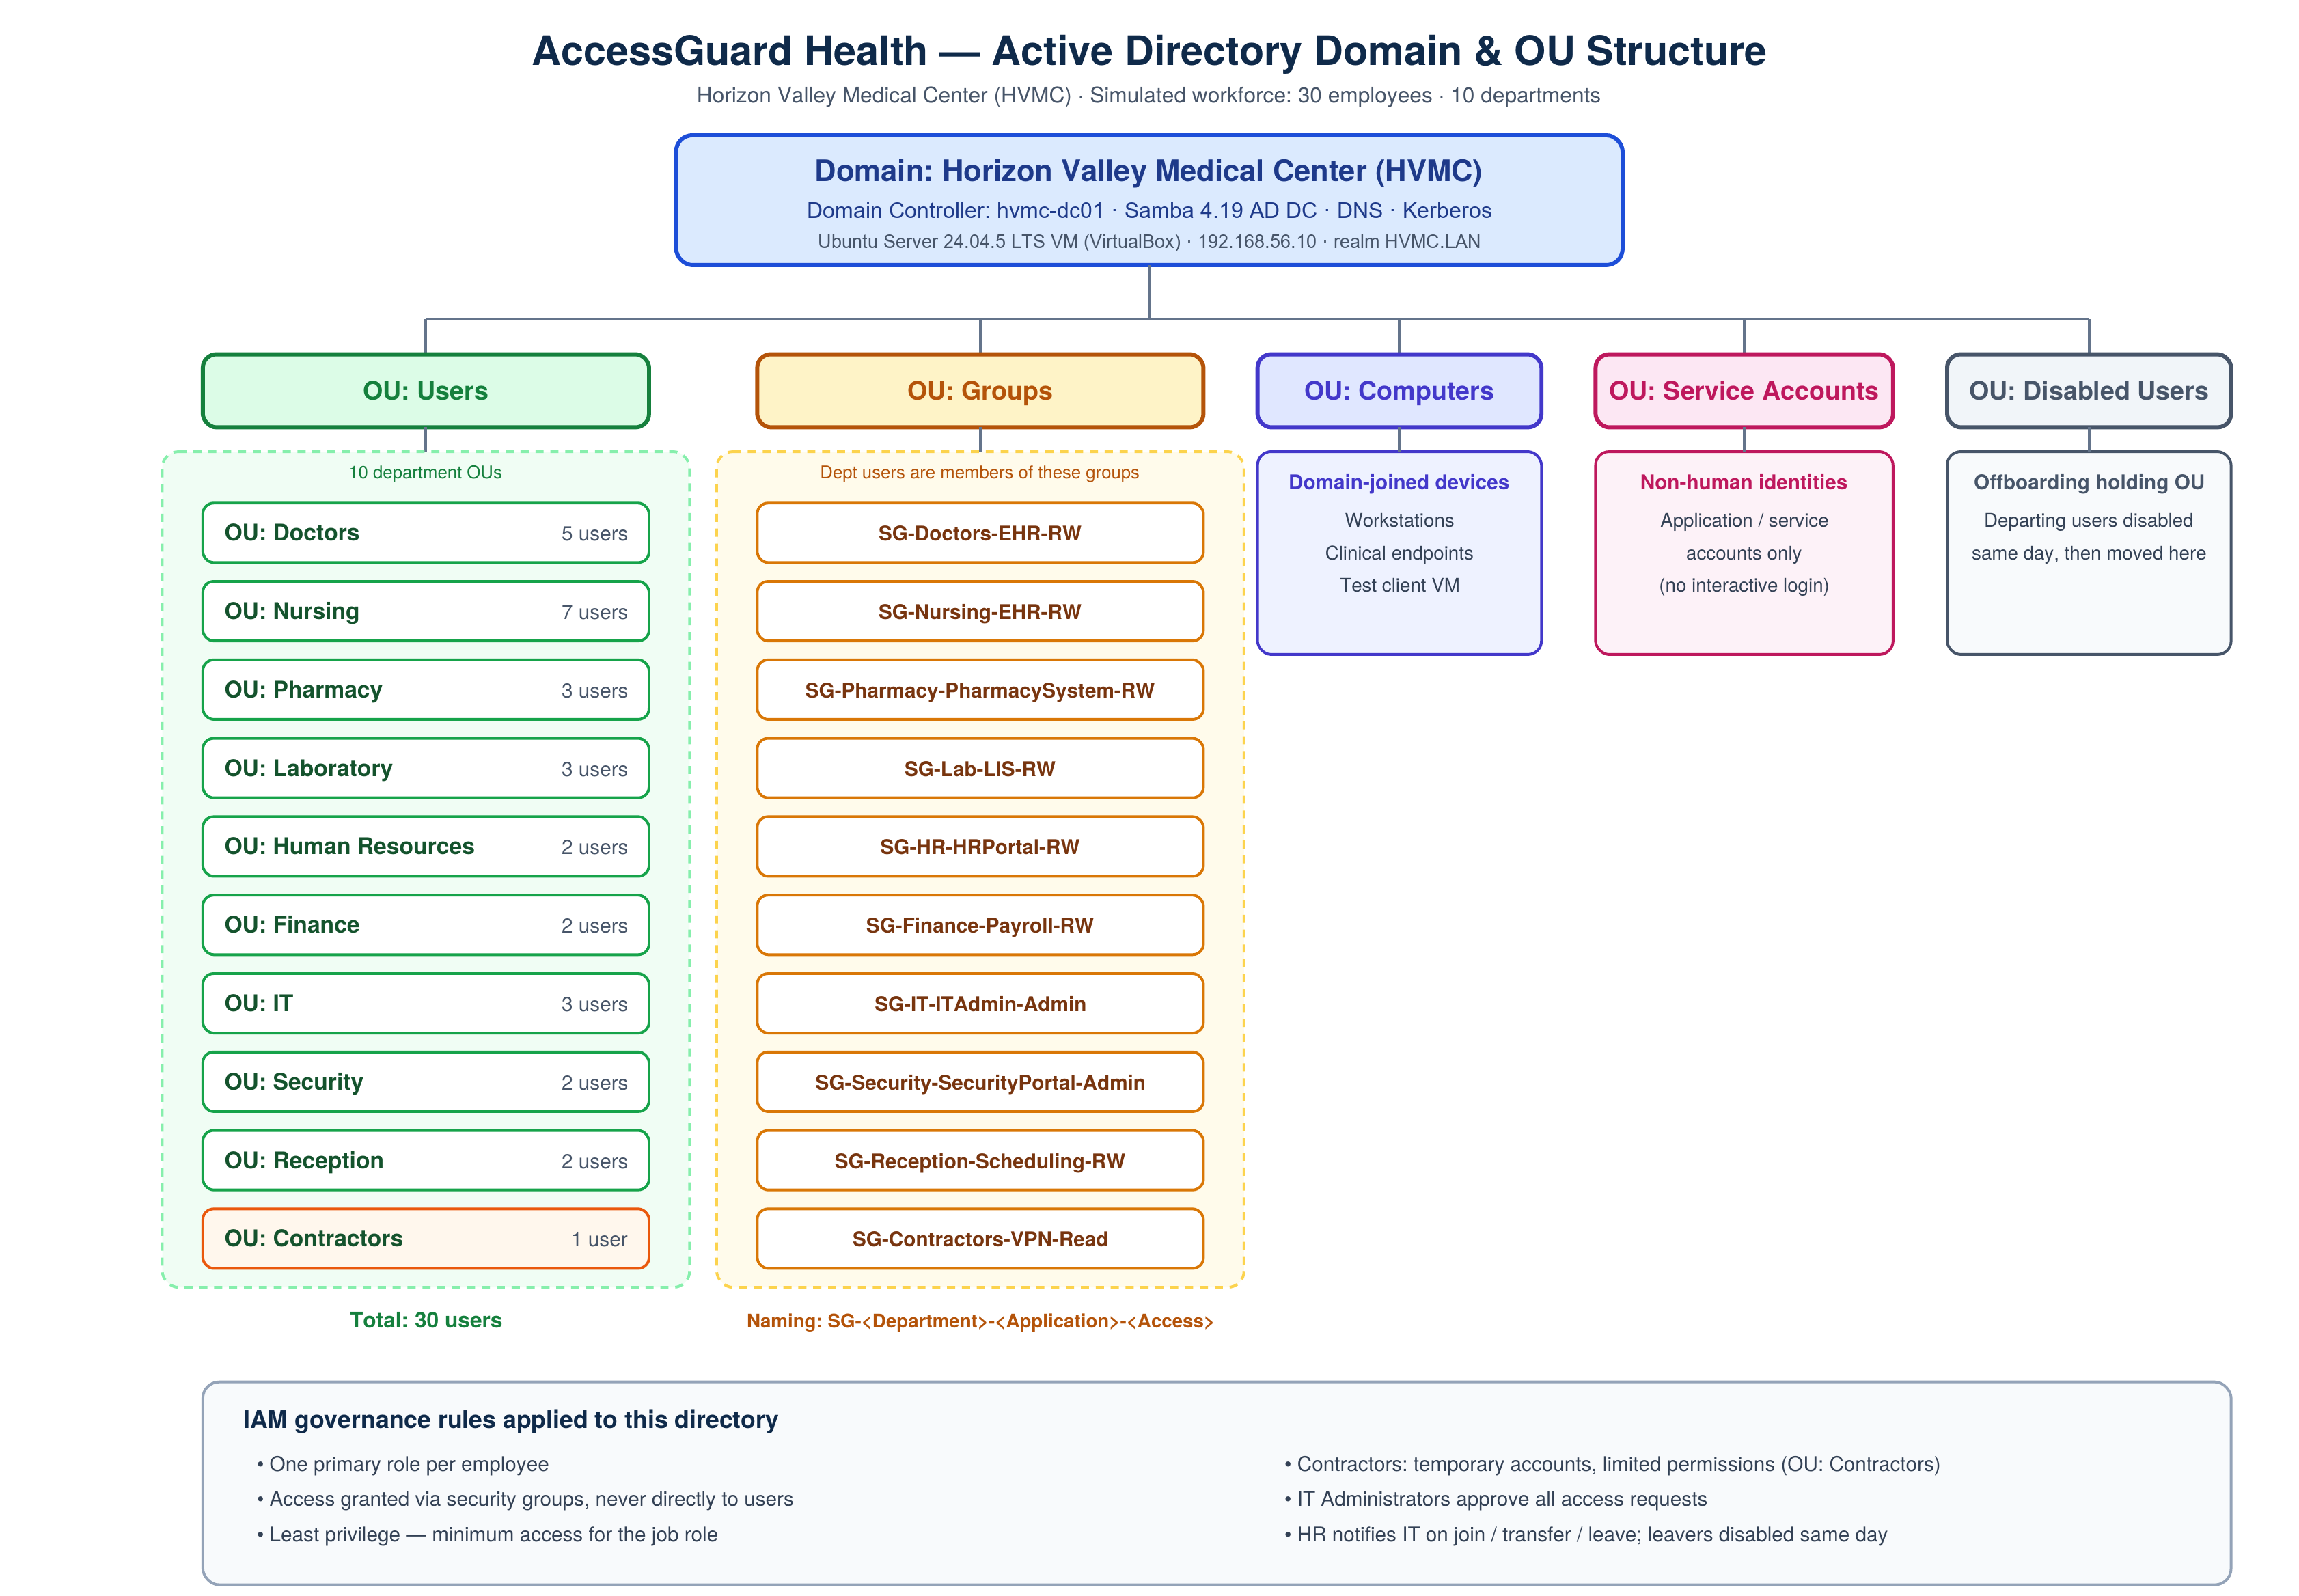 AccessGuard Health — Active Directory Domain & OU Structure
Horizon Valley Medical Center (HVMC) · Simulated workforce: 30 employees · 10 departments
Domain: Horizon Valley Medical Center (HVMC)
Domain Controller: hvmc-dc01 · Samba 4.19 AD DC · DNS · Kerberos
Ubuntu Server 24.04.5 LTS VM (VirtualBox) · 192.168.56.10 · realm HVMC.LAN
OU: Users
10 department OUs
OU: Doctors 5 users
OU: Nursing 7 users
OU: Pharmacy 3 users
OU: Laboratory 3 users
OU: Human Resources 2 users
OU: Finance 2 users
OU: IT 3 users
OU: Security 2 users
OU: Reception 2 users
OU: Contractors 1 user
Total: 30 users
OU: Groups
Dept users are members of these groups
SG-Doctors-EHR-RW
SG-Nursing-EHR-RW
SG-Pharmacy-PharmacySystem-RW
SG-Lab-LIS-RW
SG-HR-HRPortal-RW
SG-Finance-Payroll-RW
SG-IT-ITAdmin-Admin
SG-Security-SecurityPortal-Admin
SG-Reception-Scheduling-RW
SG-Contractors-VPN-Read
Naming: SG-<Department>-<Application>-<Access>
OU: Computers
Domain-joined devices
Workstations
Clinical endpoints
Test client VM
OU: Service Accounts
Non-human identities
Application / service
accounts only
(no interactive login)
OU: Disabled Users
Offboarding holding OU
Departing users disabled
same day, then moved here
IAM governance rules applied to this directory
• One primary role per employee
• Access granted via security groups, never directly to users
• Least privilege — minimum access for the job role
• Contractors: temporary accounts, limited permissions (OU: Contractors)
• IT Administrators approve all access requests
• HR notifies IT on join / transfer / leave; leavers disabled same day